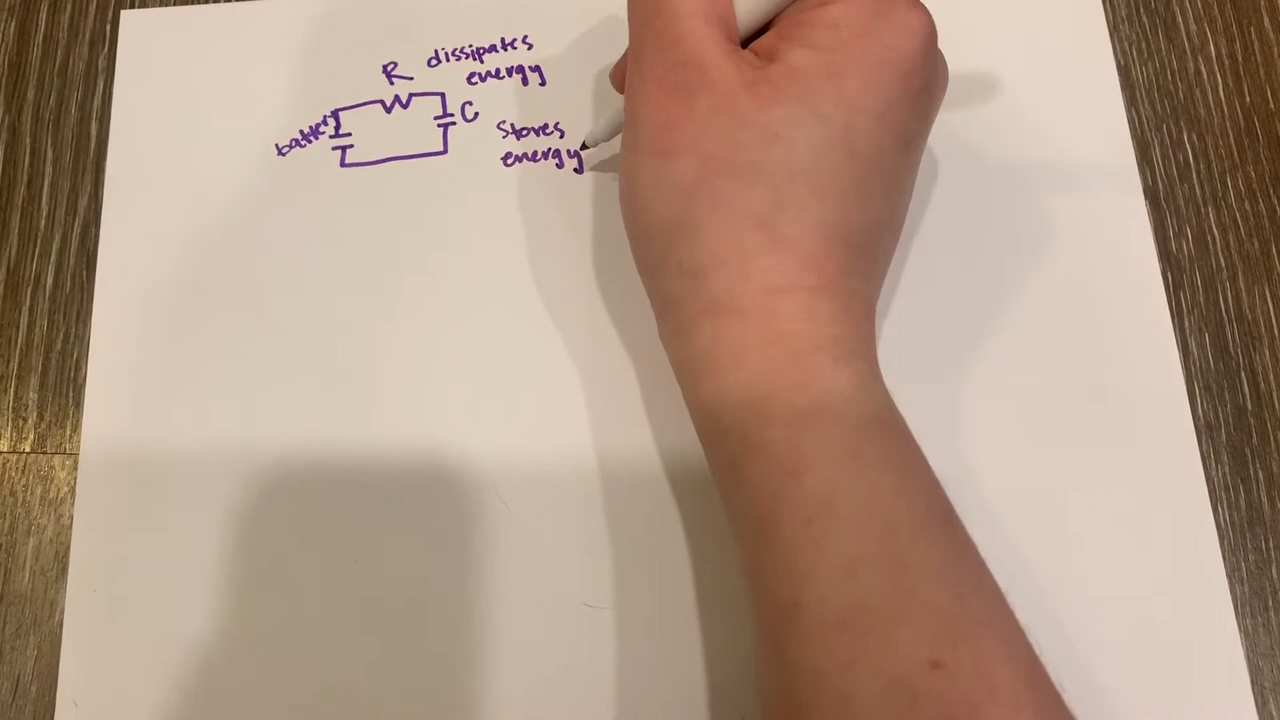 R dissipates
energy
battery
C
Stores
energy